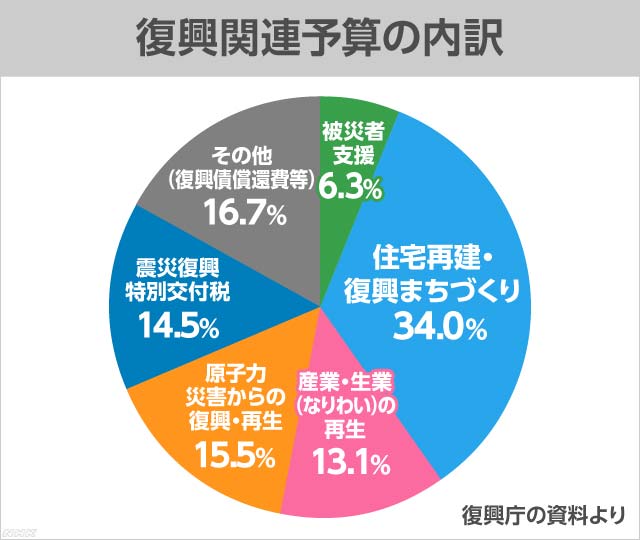 復興関連予算の内訳
被災者
支援
6.3%
住宅再建・
復興まちづくり
34.0%
産業・生業
(なりわい)の
再生
13.1%
原子力
災害からの
復興・再生
15.5%
震災復興
特別交付税
14.5%
その他
(復興債償還費等)
16.7%
復興庁の資料より
NHK